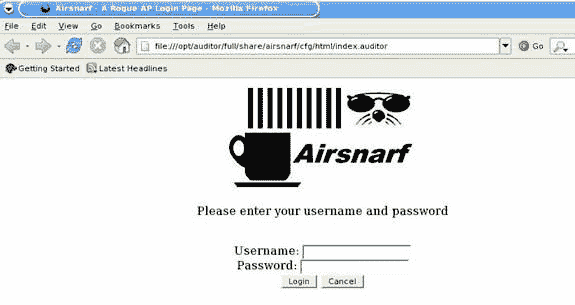 Airsnarf - A Rogue AP Login Page - Mozilla Firefox
File Edit View Go Bookmarks Tools Help
file:///opt/auditor/full/share/airsnarf/cfg/html/index.auditor Go
Getting Started Latest Headlines
Airsnarf
Please enter your username and password
Username:
Password:
Login Cancel